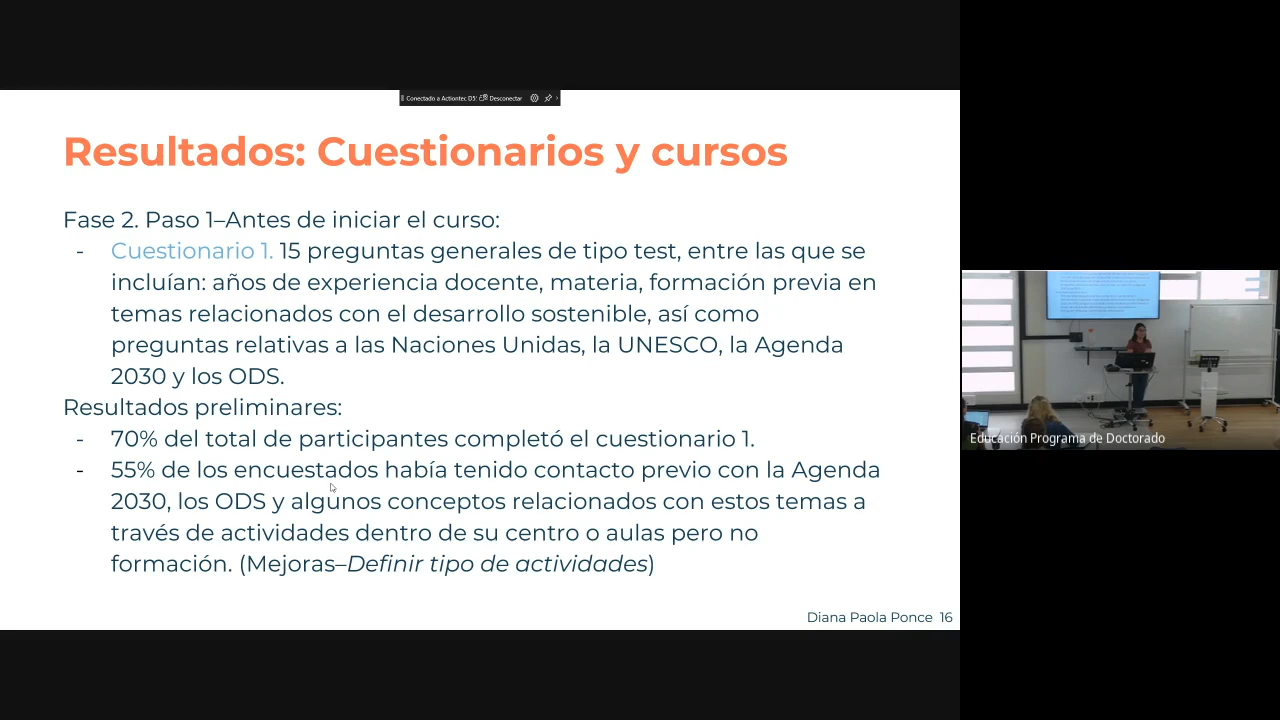 Conectado a Actiontec DS: Desconectar
Resultados: Cuestionarios y cursos
Fase 2. Paso 1–Antes de iniciar el curso:
- Cuestionario 1. 15 preguntas generales de tipo test, entre las que se
incluían: años de experiencia docente, materia, formación previa en
temas relacionados con el desarrollo sostenible, así como
preguntas relativas a las Naciones Unidas, la UNESCO, la Agenda
2030 y los ODS.
Resultados preliminares:
- 70% del total de participantes completó el cuestionario 1.
- 55% de los encuestados había tenido contacto previo con la Agenda
2030, los ODS y algunos conceptos relacionados con estos temas a
través de actividades dentro de su centro o aulas pero no
formación. (Mejoras–Definir tipo de actividades)
Diana Paola Ponce 16
Educación Programa de Doctorado